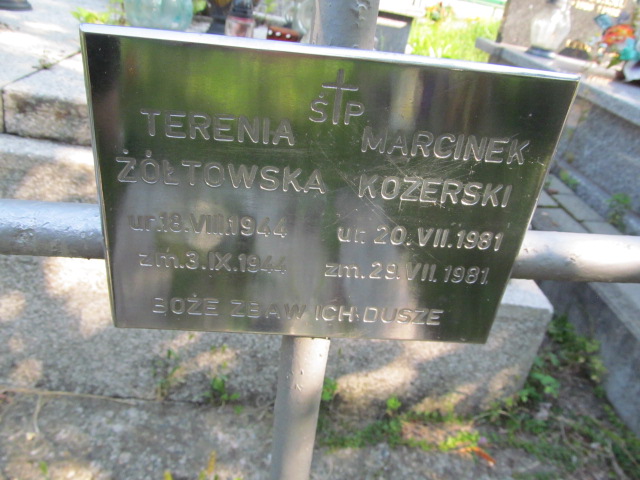 ŚP
TERENIA MARCINEK
ŻÓŁTOWSKA KOZERSKI
ur.18.VIII.1944 ur. 20.VII.1981
zm.3.IX.1944 zm. 29.VII.1981
BOŻE ZBAW ICH DUSZE